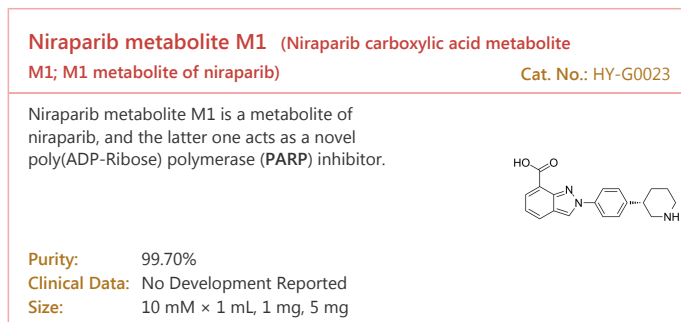 Niraparib metabolite M1 (Niraparib carboxylic acid metabolite
M1; M1 metabolite of niraparib)
Cat. No.: HY-G0023
Niraparib metabolite M1 is a metabolite of
niraparib, and the latter one acts as a novel
poly(ADP-Ribose) polymerase (PARP) inhibitor.
HO O
N
N
NH
Purity: 99.70%
Clinical Data: No Development Reported
Size: 10 mM × 1 mL, 1 mg, 5 mg